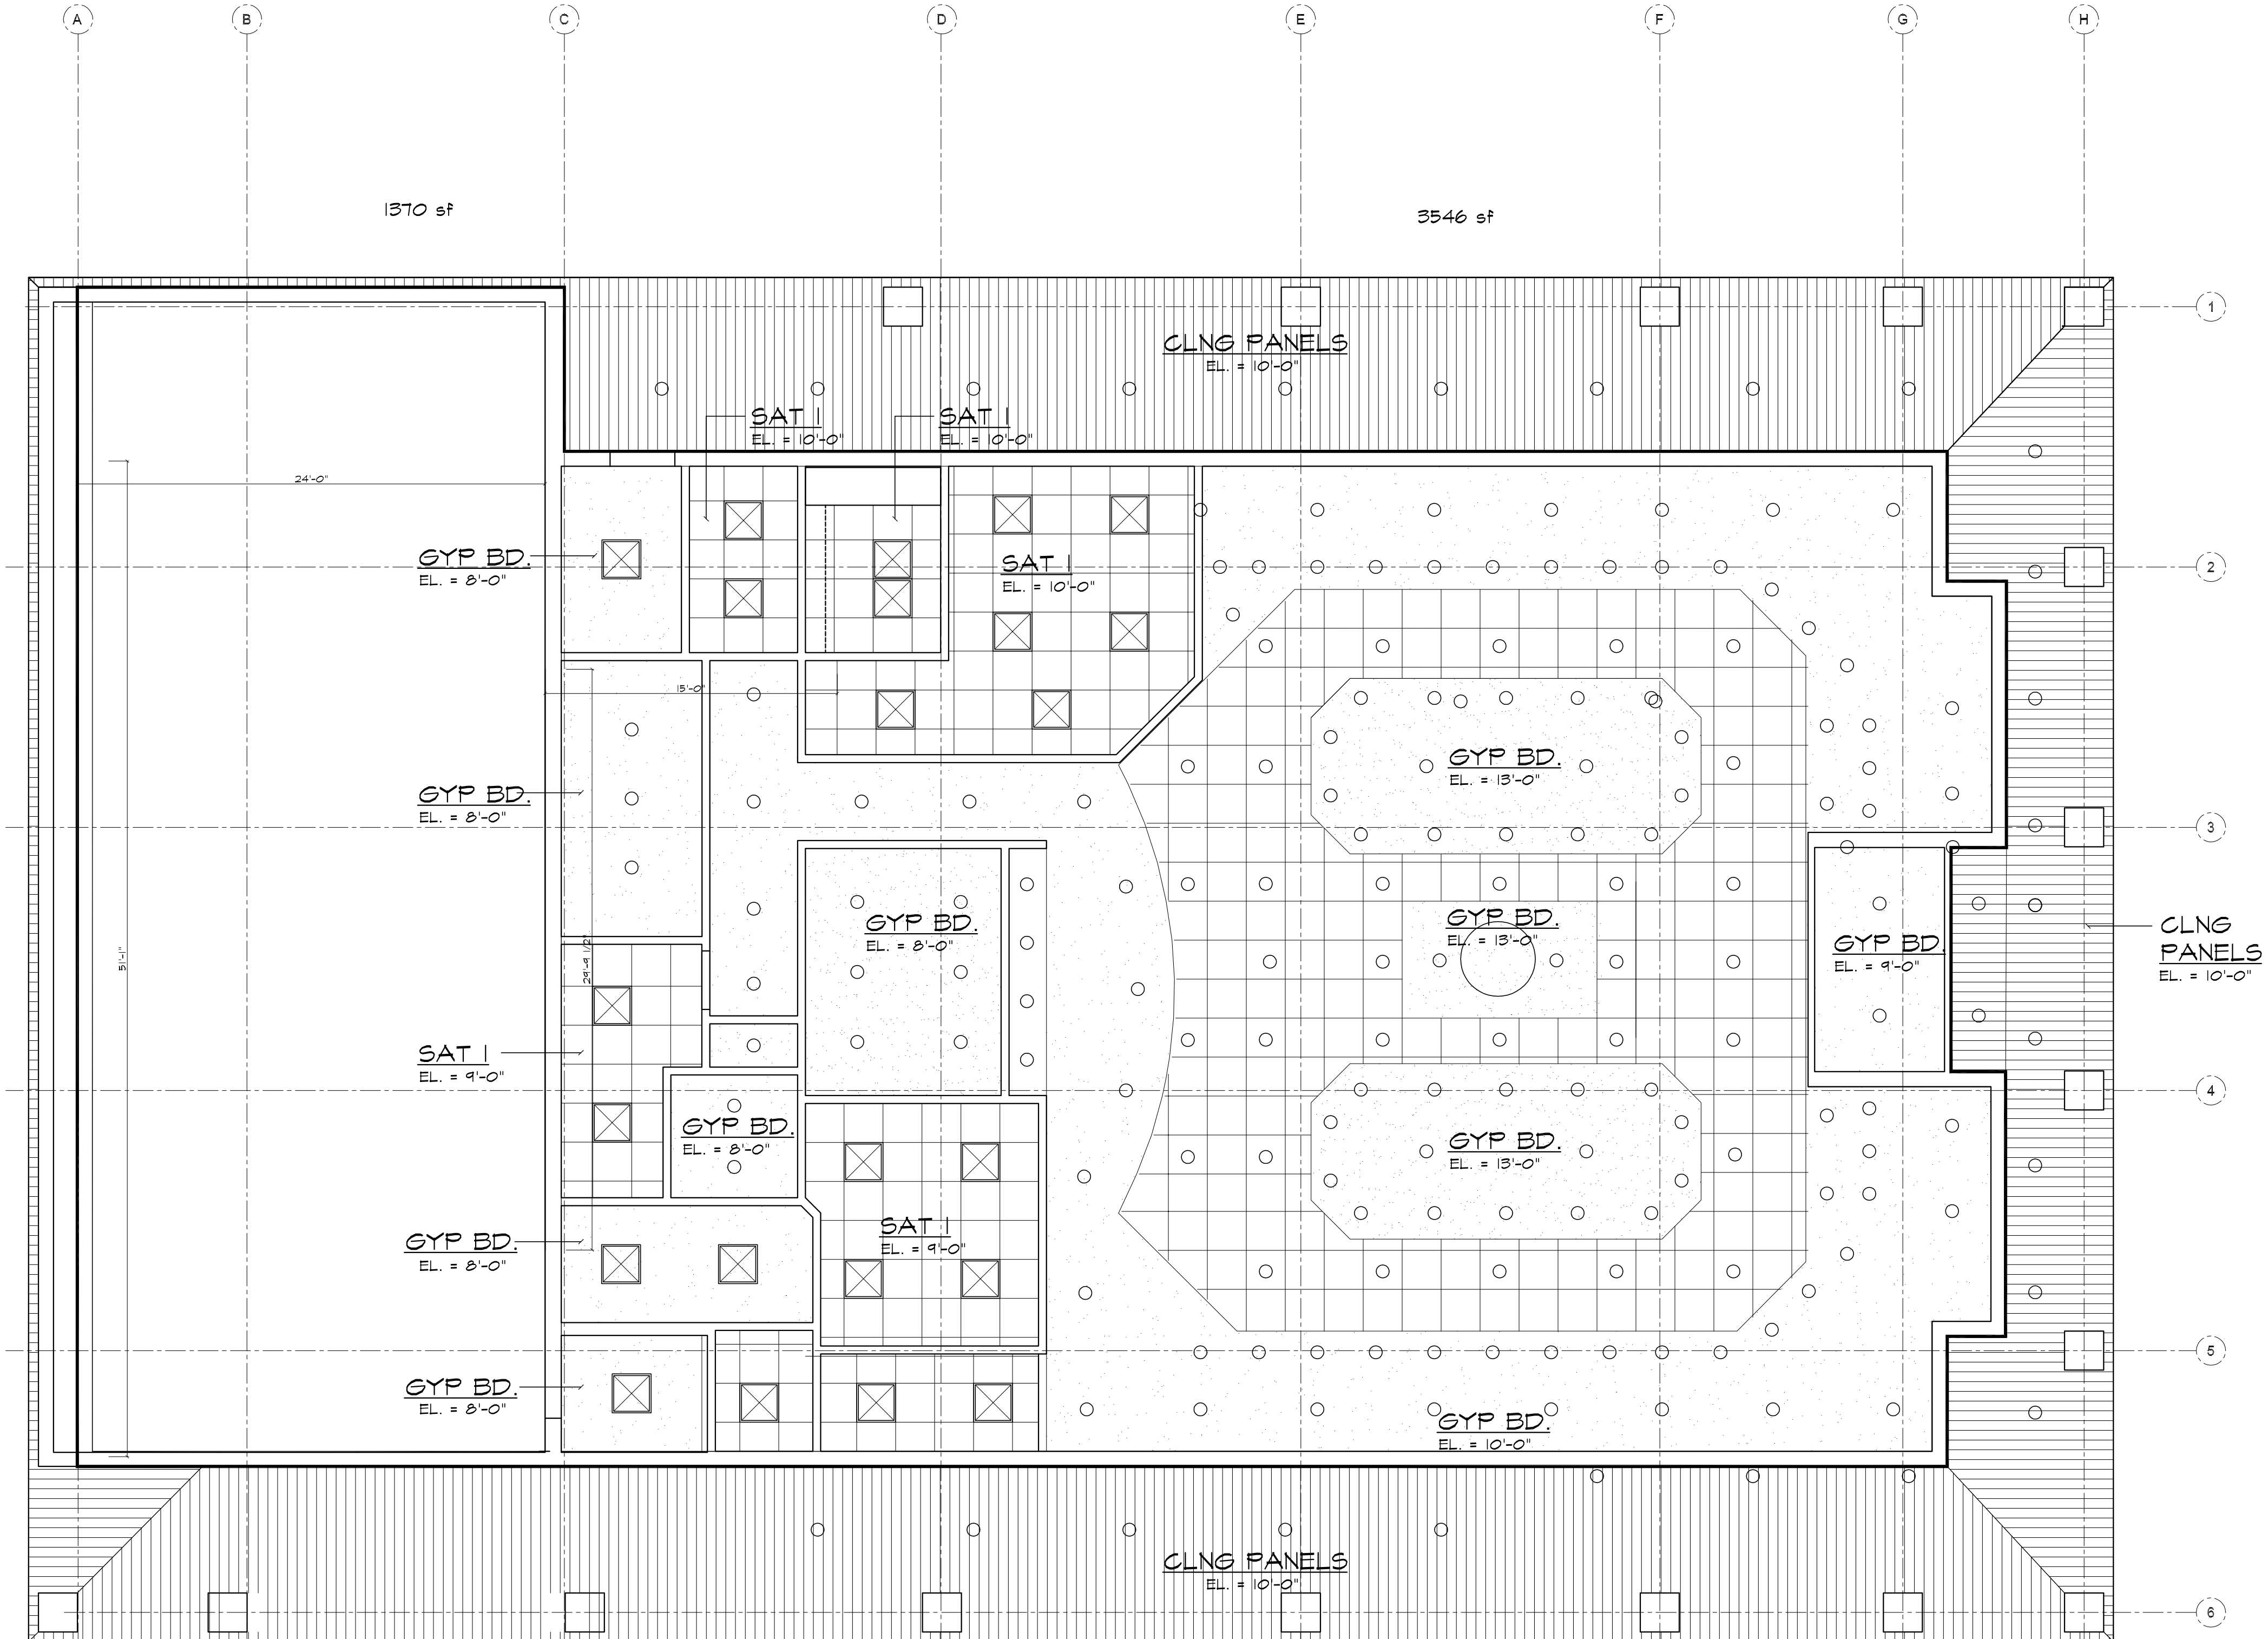 A
B
C
D
E
F
G
H
1370 sf
3546 sf
1
CLNG PANELS
EL. = 10'-0"
SAT 1
EL. = 10'-0"
SAT 1
EL. = 10'-0"
24'-0"
GYP BD.
EL. = 8'-0"
SAT 1
EL. = 10'-0"
2
15'-0"
GYP BD.
EL. = 13'-0"
GYP BD.
EL. = 8'-0"
3
GYP BD.
EL. = 8'-0"
GYP BD.
EL. = 13'-0"
GYP BD.
EL. = 9'-0"
CLNG
PANELS
EL. = 10'-0"
51'-1"
29'-9 1/2"
SAT 1
EL. = 9'-0"
4
GYP BD.
EL. = 8'-0"
GYP BD.
EL. = 13'-0"
GYP BD.
EL. = 8'-0"
SAT 1
EL. = 9'-0"
5
GYP BD.
EL. = 8'-0"
GYP BD.
EL. = 10'-0"
CLNG PANELS
EL. = 10'-0"
6